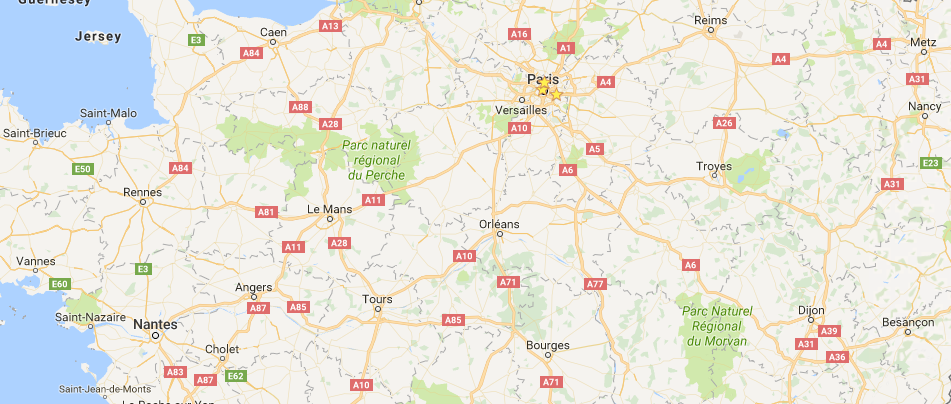 Guernesey
Jersey
Caen
E3
A84
A13
A16
A1
Reims
A4
A4
Metz
Paris
A4
A31
Versailles
Saint-Malo
A88
A28
A10
A26
Nancy
Saint-Brieuc
Parc naturel
régional
du Perche
A5
A6
Troyes
E50
A84
E23
A31
Rennes
A11
A81
Le Mans
Orléans
A11
A28
A10
A6
Vannes
E3
E60
A71
A77
Angers
A87
A85
Tours
Saint-Nazaire
Nantes
A85
Parc Naturel
Régional
du Morvan
Dijon
A39
Besançon
A31
A36
Cholet
Bourges
A83
A87
E62
A10
A71
Saint-Jean-de-Monts
La Roche-sur-Yon